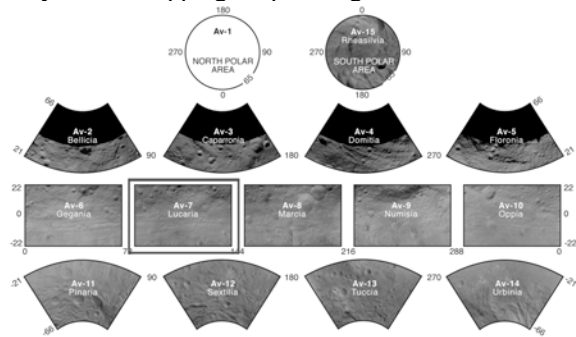 180
0
Av-1
Av-15
Rheasilvia
270
90
270
90
NORTH POLAR
AREA
SOUTH POLAR
AREA
65
65
0
180
66
66
Av-2
Bellicia
Av-3
Caparronia
Av-4
Domitia
Av-5
Floronia
21
90
180
270
21
22
22
Av-6
Gegania
Av-7
Lucaria
Av-8
Marcia
Av-9
Numisia
Av-10
Oppia
0
0
-22
-22
0
144
216
288
0
-21
90
180
270
-21
Av-11
Pinaria
Av-12
Sextilia
Av-13
Tuccia
Av-14
Urbinia
-66
-66